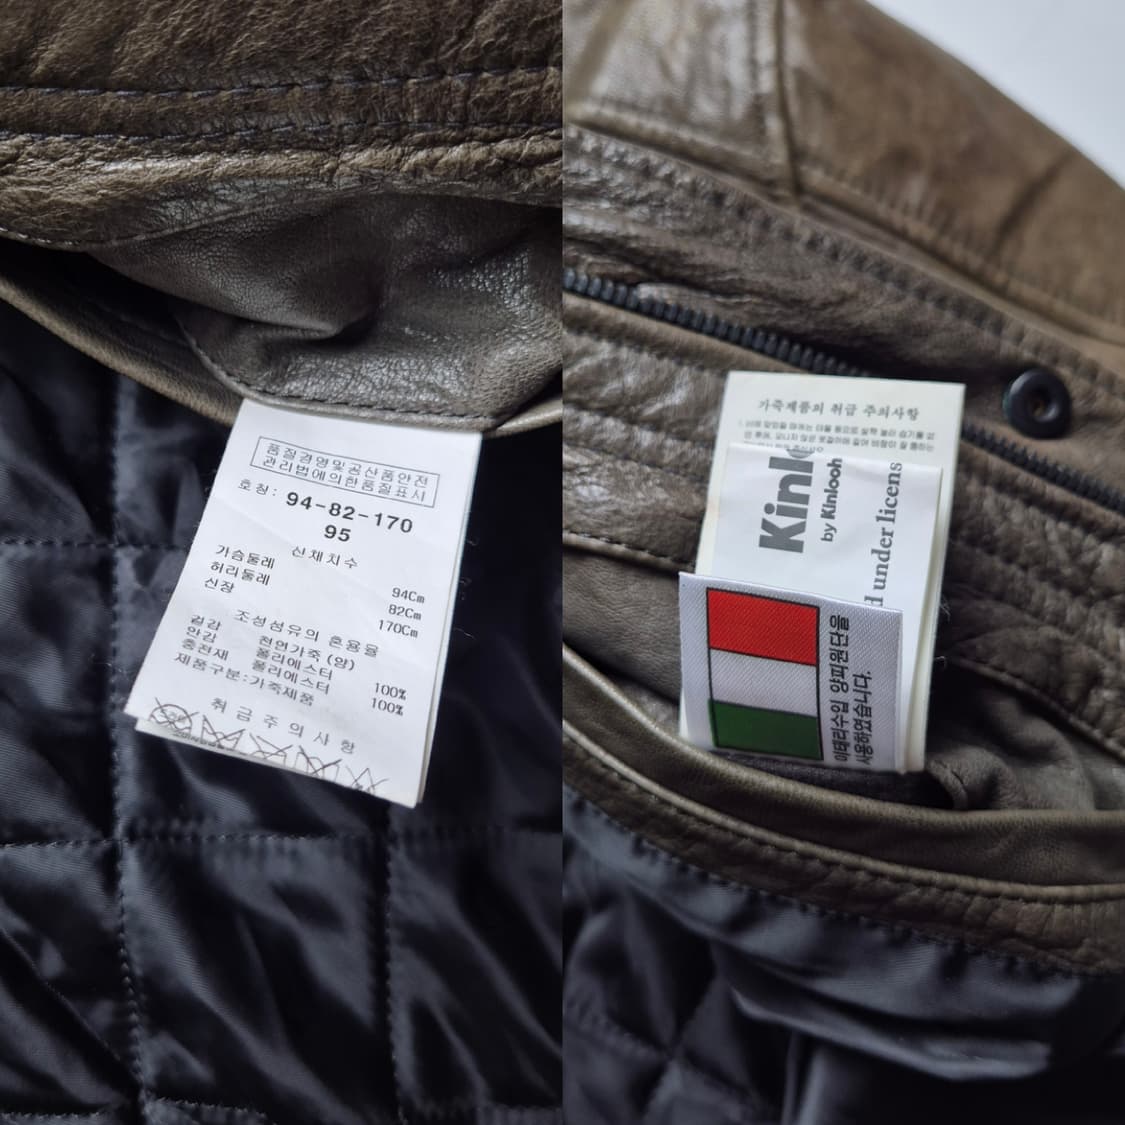 품질경영및공산품안전
관리법에의한품질표시
호칭: 94-82-170
95
신체치수
가슴둘레 94Cm
허리둘레 82Cm
신장 170Cm
조성섬유의 혼용율
겉감 천연가죽(양)
안감 폴리에스터 100%
충전재 폴리에스터 100%
제품구분:가죽제품
취급주의사항
가죽제품의 취급 주의사항
Kinl
by Kinlooh
d under licens
이태리수입 양피원단을
사용하였습니다.